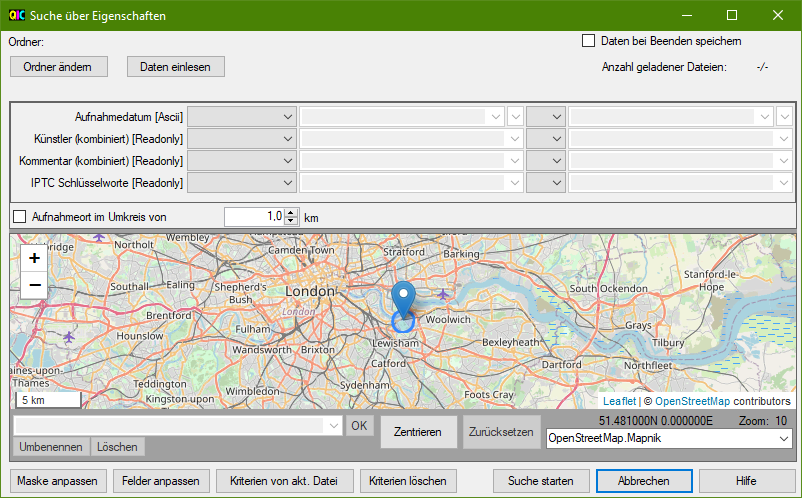 QIC Suche über Eigenschaften
Ordner:
Daten bei Beenden speichern
Ordner ändern Daten einlesen
Anzahl geladener Dateien: -/-
Aufnahmedatum [Ascii]
Künstler (kombiniert) [Readonly]
Kommentar (kombiniert) [Readonly]
IPTC Schlüsselworte [Readonly]
Aufnahmeort im Umkreis von 1,0 km
Wembley
Northolt
Camden Town
Stratford
Barking
Stanford-le-
Hope
+
−
Southall
Ealing
Shepherd's
Bush
London
London
South Ockendon
Brentford
Fulham
Woolwich
Grays
Hounslow
Wandsworth
Brixton
Lewisham
Bexleyheath
Tilbury
Catford
Dartford
Northfleet
aines-upon-
Thames
Teddington
Sydenham
Kingston-upon
Wimbledon
Foots Cray
5 km
Leaflet | © OpenStreetMap contributors
OK Zentrieren Zurücksetzen
51.481000N 0.000000E Zoom: 10
OpenStreetMap.Mapnik
Umbenennen Löschen
Maske anpassen Felder anpassen Kriterien von akt. Datei Kriterien löschen Suche starten Abbrechen Hilfe